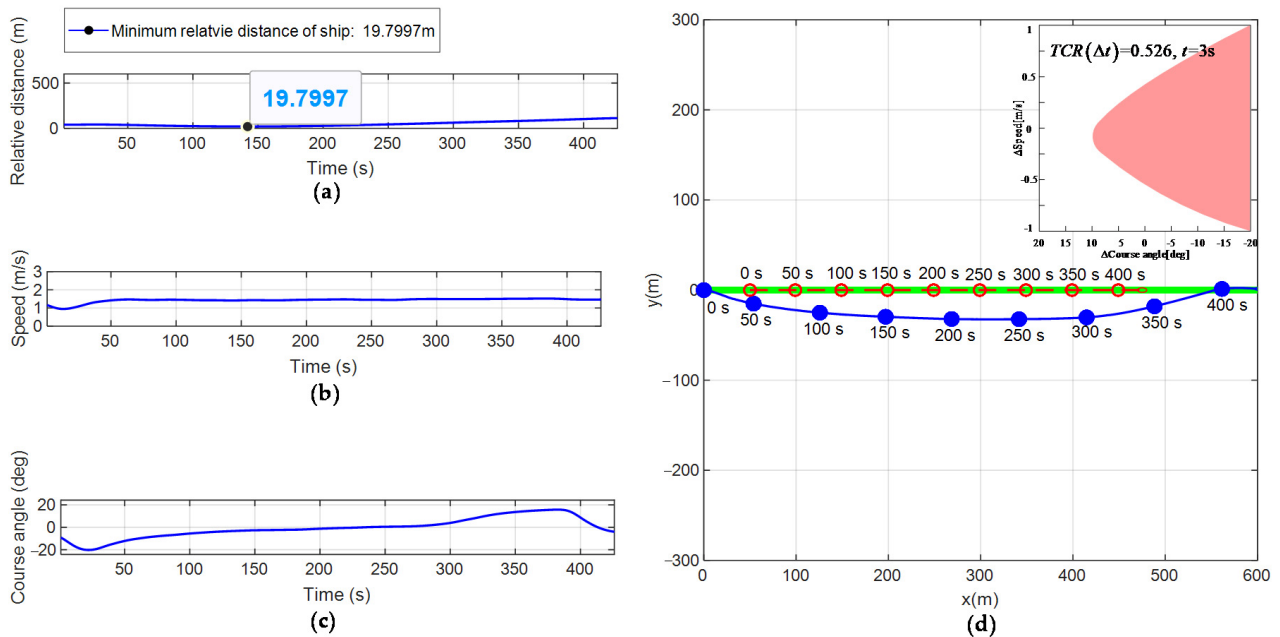 Minimum relatvie distance of ship: 19.7997m
Relative distance (m)
500
0
19.7997
50 100 150 200 250 300 350 400
Time (s)
(a)
Speed (m/s)
3
2
1
0
50 100 150 200 250 300 350 400
Time (s)
(b)
Course angle (deg)
20
0
−20
50 100 150 200 250 300 350 400
Time (s)
(c)
y(m)
300
200
100
0
−100
−200
−300
TCR(Δt)=0.526, t=3s
ΔSpeed[m/s]
1
0.5
0
-0.5
-1
20 15 10 5 0 -5 -10 -15 -20
ΔCourse angle[deg]
0 s 50 s 100 s 150 s 200 s 250 s 300 s 350 s 400 s
0 s 50 s 100 s 150 s 200 s 250 s 300 s 350 s 400 s
0 100 200 300 400 500 600
x(m)
(d)